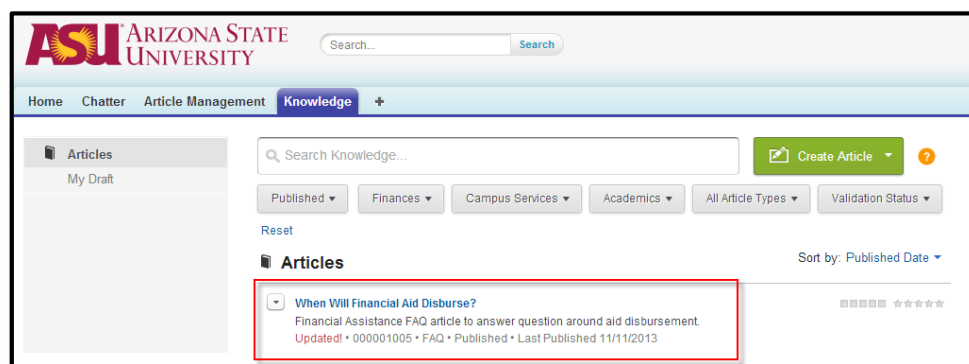 ASU ARIZONA STATE UNIVERSITY
Search... Search
Home Chatter Article Management Knowledge +
Articles
My Draft
Search Knowledge...
Create Article ?
Published Finances Campus Services Academics All Article Types Validation Status
Reset
Articles
Sort by: Published Date
When Will Financial Aid Disburse?
Financial Assistance FAQ article to answer question around aid disbursement.
Updated! • 000001005 • FAQ • Published • Last Published 11/11/2013